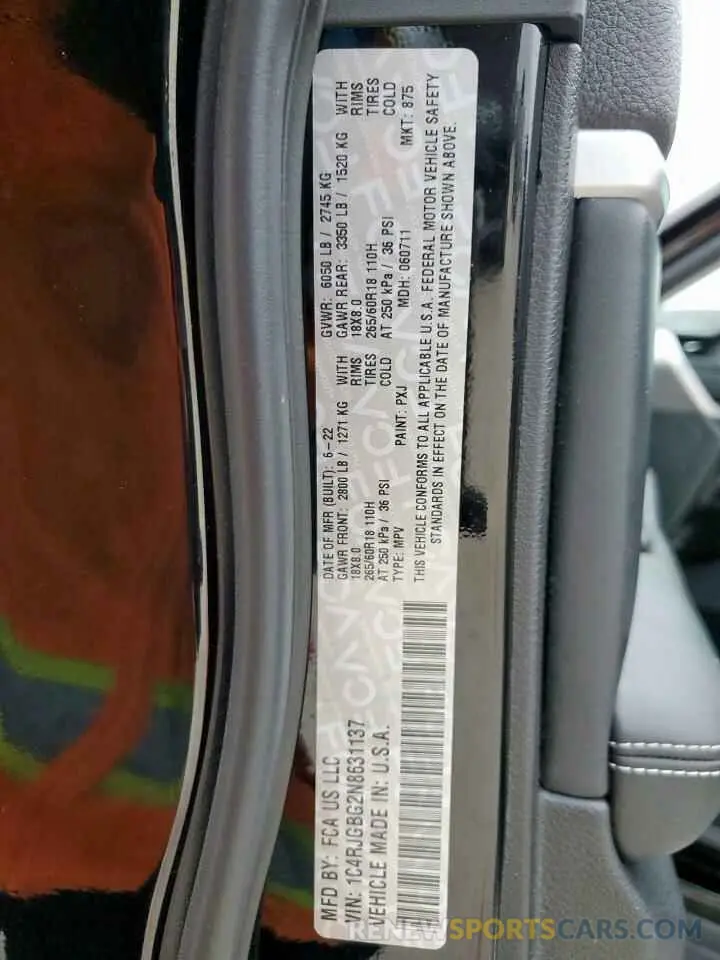 MFD BY: FCA US LLC
DATE OF MFR (BUILT): 6-22
GVWR: 6050 LB / 2745 KG
VIN: 1C4RJGBG2N8631137
GAWR FRONT: 2800 LB / 1271 KG WITH
GAWR REAR: 3350 LB / 1520 KG WITH
VEHICLE MADE IN: U.S.A.
18X8.0 RIMS
18X8.0 RIMS
265/60R18 110H TIRES
265/60R18 110H TIRES
AT 250 kPa / 36 PSI COLD
AT 250 kPa / 36 PSI COLD
TYPE: MPV PAINT: PXJ MDH: 060711 MKT: 875
THIS VEHICLE CONFORMS TO ALL APPLICABLE U.S.A. FEDERAL MOTOR VEHICLE SAFETY
STANDARDS IN EFFECT ON THE DATE OF MANUFACTURE SHOWN ABOVE.
RENEWSPORTSCARS.COM